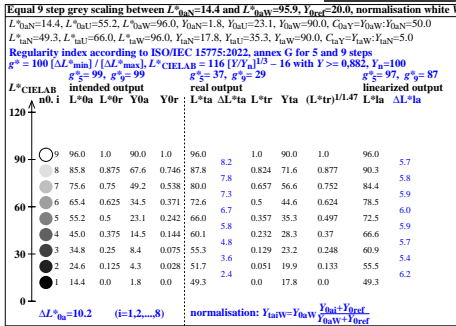 Equal 9 step grey scaling between L*0aN=14.4 and L*0aW=95.9, Y0ref=20.0, normalisation white
L*0aN=14.4, L*0aU=55.2, L*0aW=96.0, Y0aN=1.8, Y0aU=23.1, Y0aW=90.0, C0aY=Y0aW:Y0aN=50.0
L*taN=49.3, L*taU=66.0, L*taW=96.0, YtaN=17.8, YtaU=35.3, YtaW=90.0, CtaY=YtaW:YtaN=5.0
Regularity index according to ISO/IEC 15775:2022, annex G for 5 and 9 steps
g* = 100 [ΔL*min] / [ΔL*max], L*CIELAB = 116 [Y/Yn]1/3 – 16 with Y >= 0,882, Yn=100
g*5= 99, g*9= 99 g*5= 37, g*9= 29 g*5= 97, g*9= 87
L*CIELAB intended output real output linearized output
n0. i L*0a L*0r Y0a Y0r L*ta ΔL*ta L*tr Yta (L*tr)1/1.47 L*la ΔL*la
120
9 96.0 1.0 90.0 1.0 96.0 1.0 90.0 1.0 96.0
8.2 5.7
90
8 85.8 0.875 67.6 0.746 87.8 0.824 71.6 0.877 90.3
7.8 5.8
7 75.6 0.75 49.2 0.538 80.0 0.657 56.6 0.752 84.4
7.3 5.9
6 65.4 0.625 34.5 0.371 72.6 0.5 44.6 0.624 78.5
60
6.7 6.0
5 55.2 0.5 23.1 0.242 66.0 0.357 35.3 0.497 72.5
5.8 5.9
4 45.0 0.375 14.5 0.144 60.1 0.232 28.3 0.37 66.6
4.8 5.7
3 34.8 0.25 8.4 0.075 55.3 0.129 23.2 0.248 60.9
30
3.6 5.4
2 24.6 0.125 4.3 0.028 51.7 0.051 19.9 0.133 55.5
2.4 6.2
1 14.4 0.0 1.8 0.0 49.3 0.0 17.8 0.0 49.3
0
ΔL*0a=10.2 (i=1,2,...,8) normalisation: YtaiW=Y0aW (Y0ai+Y0ref)/(Y0aW+Y0ref)